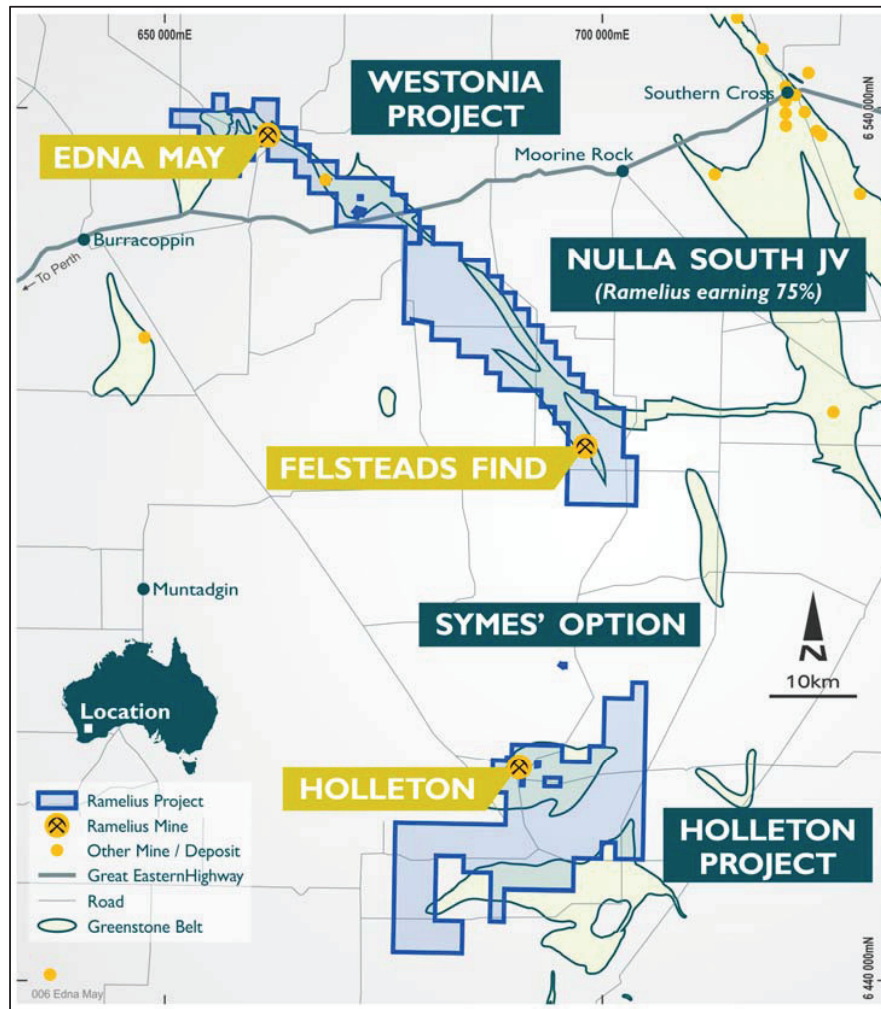 650 000mE
700 000mE
WESTONIA
PROJECT
Southern Cross
6 540 000mN
EDNA MAY
Moorine Rock
Burracoppin
To Perth
NULLA SOUTH JV
(Ramelius earning 75%)
FELSTEADS FIND
Muntadgin
SYMES' OPTION
N
10km
Location
HOLLETON
HOLLETON
PROJECT
Ramelius Project
Ramelius Mine
Other Mine / Deposit
Great EasternHighway
Road
Greenstone Belt
006 Edna May
6 440 000mN